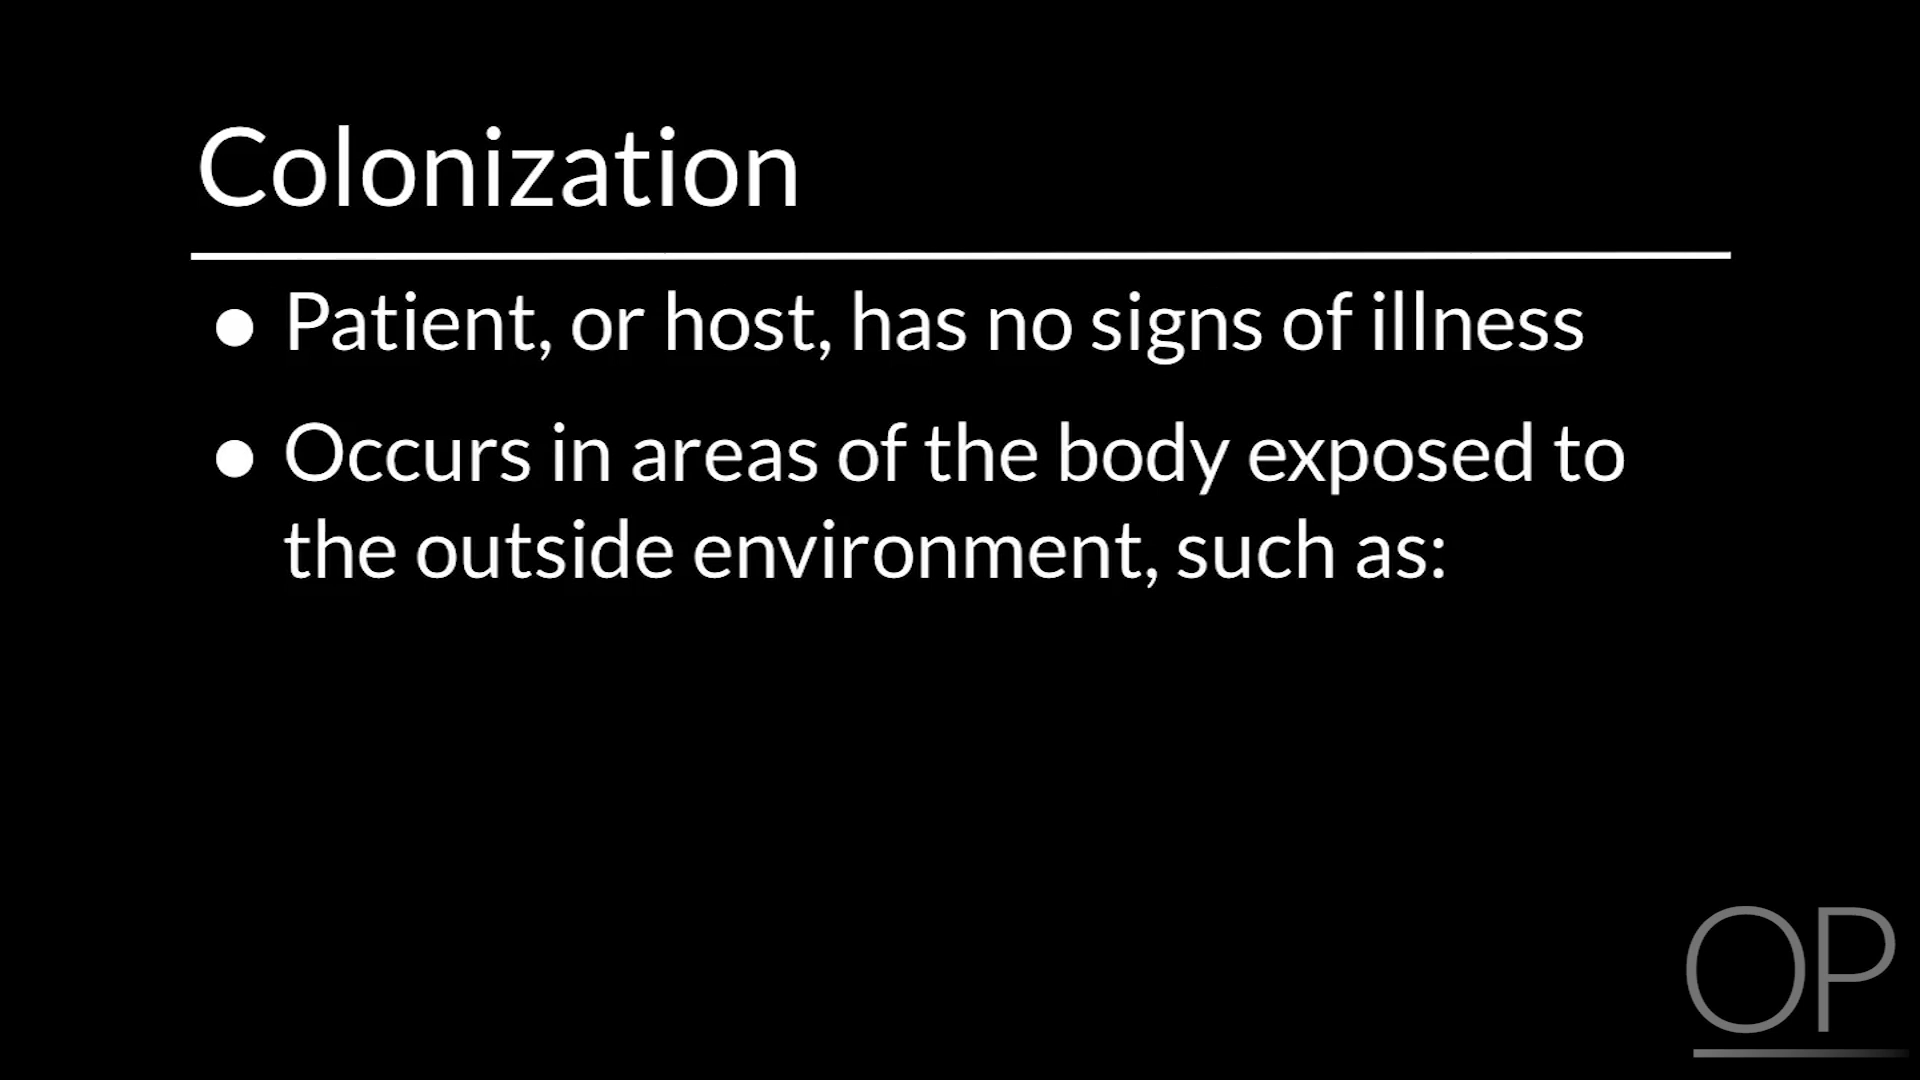 Colonization
● Patient, or host, has no signs of illness
● Occurs in areas of the body exposed to
the outside environment, such as:
OP